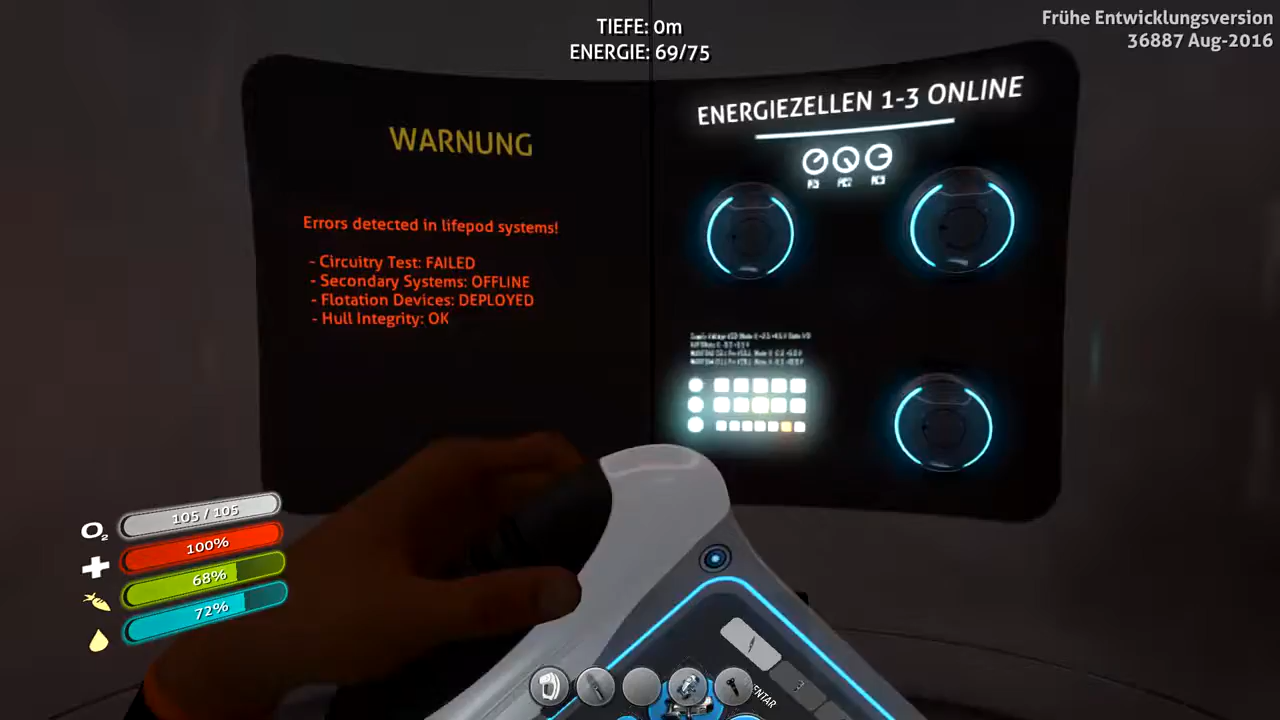 TIEFE: 0m
ENERGIE: 69/75
Frühe Entwicklungsversion
36887 Aug-2016
WARNUNG
Errors detected in lifepod systems!
- Circuitry Test: FAILED
- Secondary Systems: OFFLINE
- Flotation Devices: DEPLOYED
- Hull Integrity: OK
ENERGIEZELLEN 1-3 ONLINE
O₂
105 / 105
100%
68%
72%